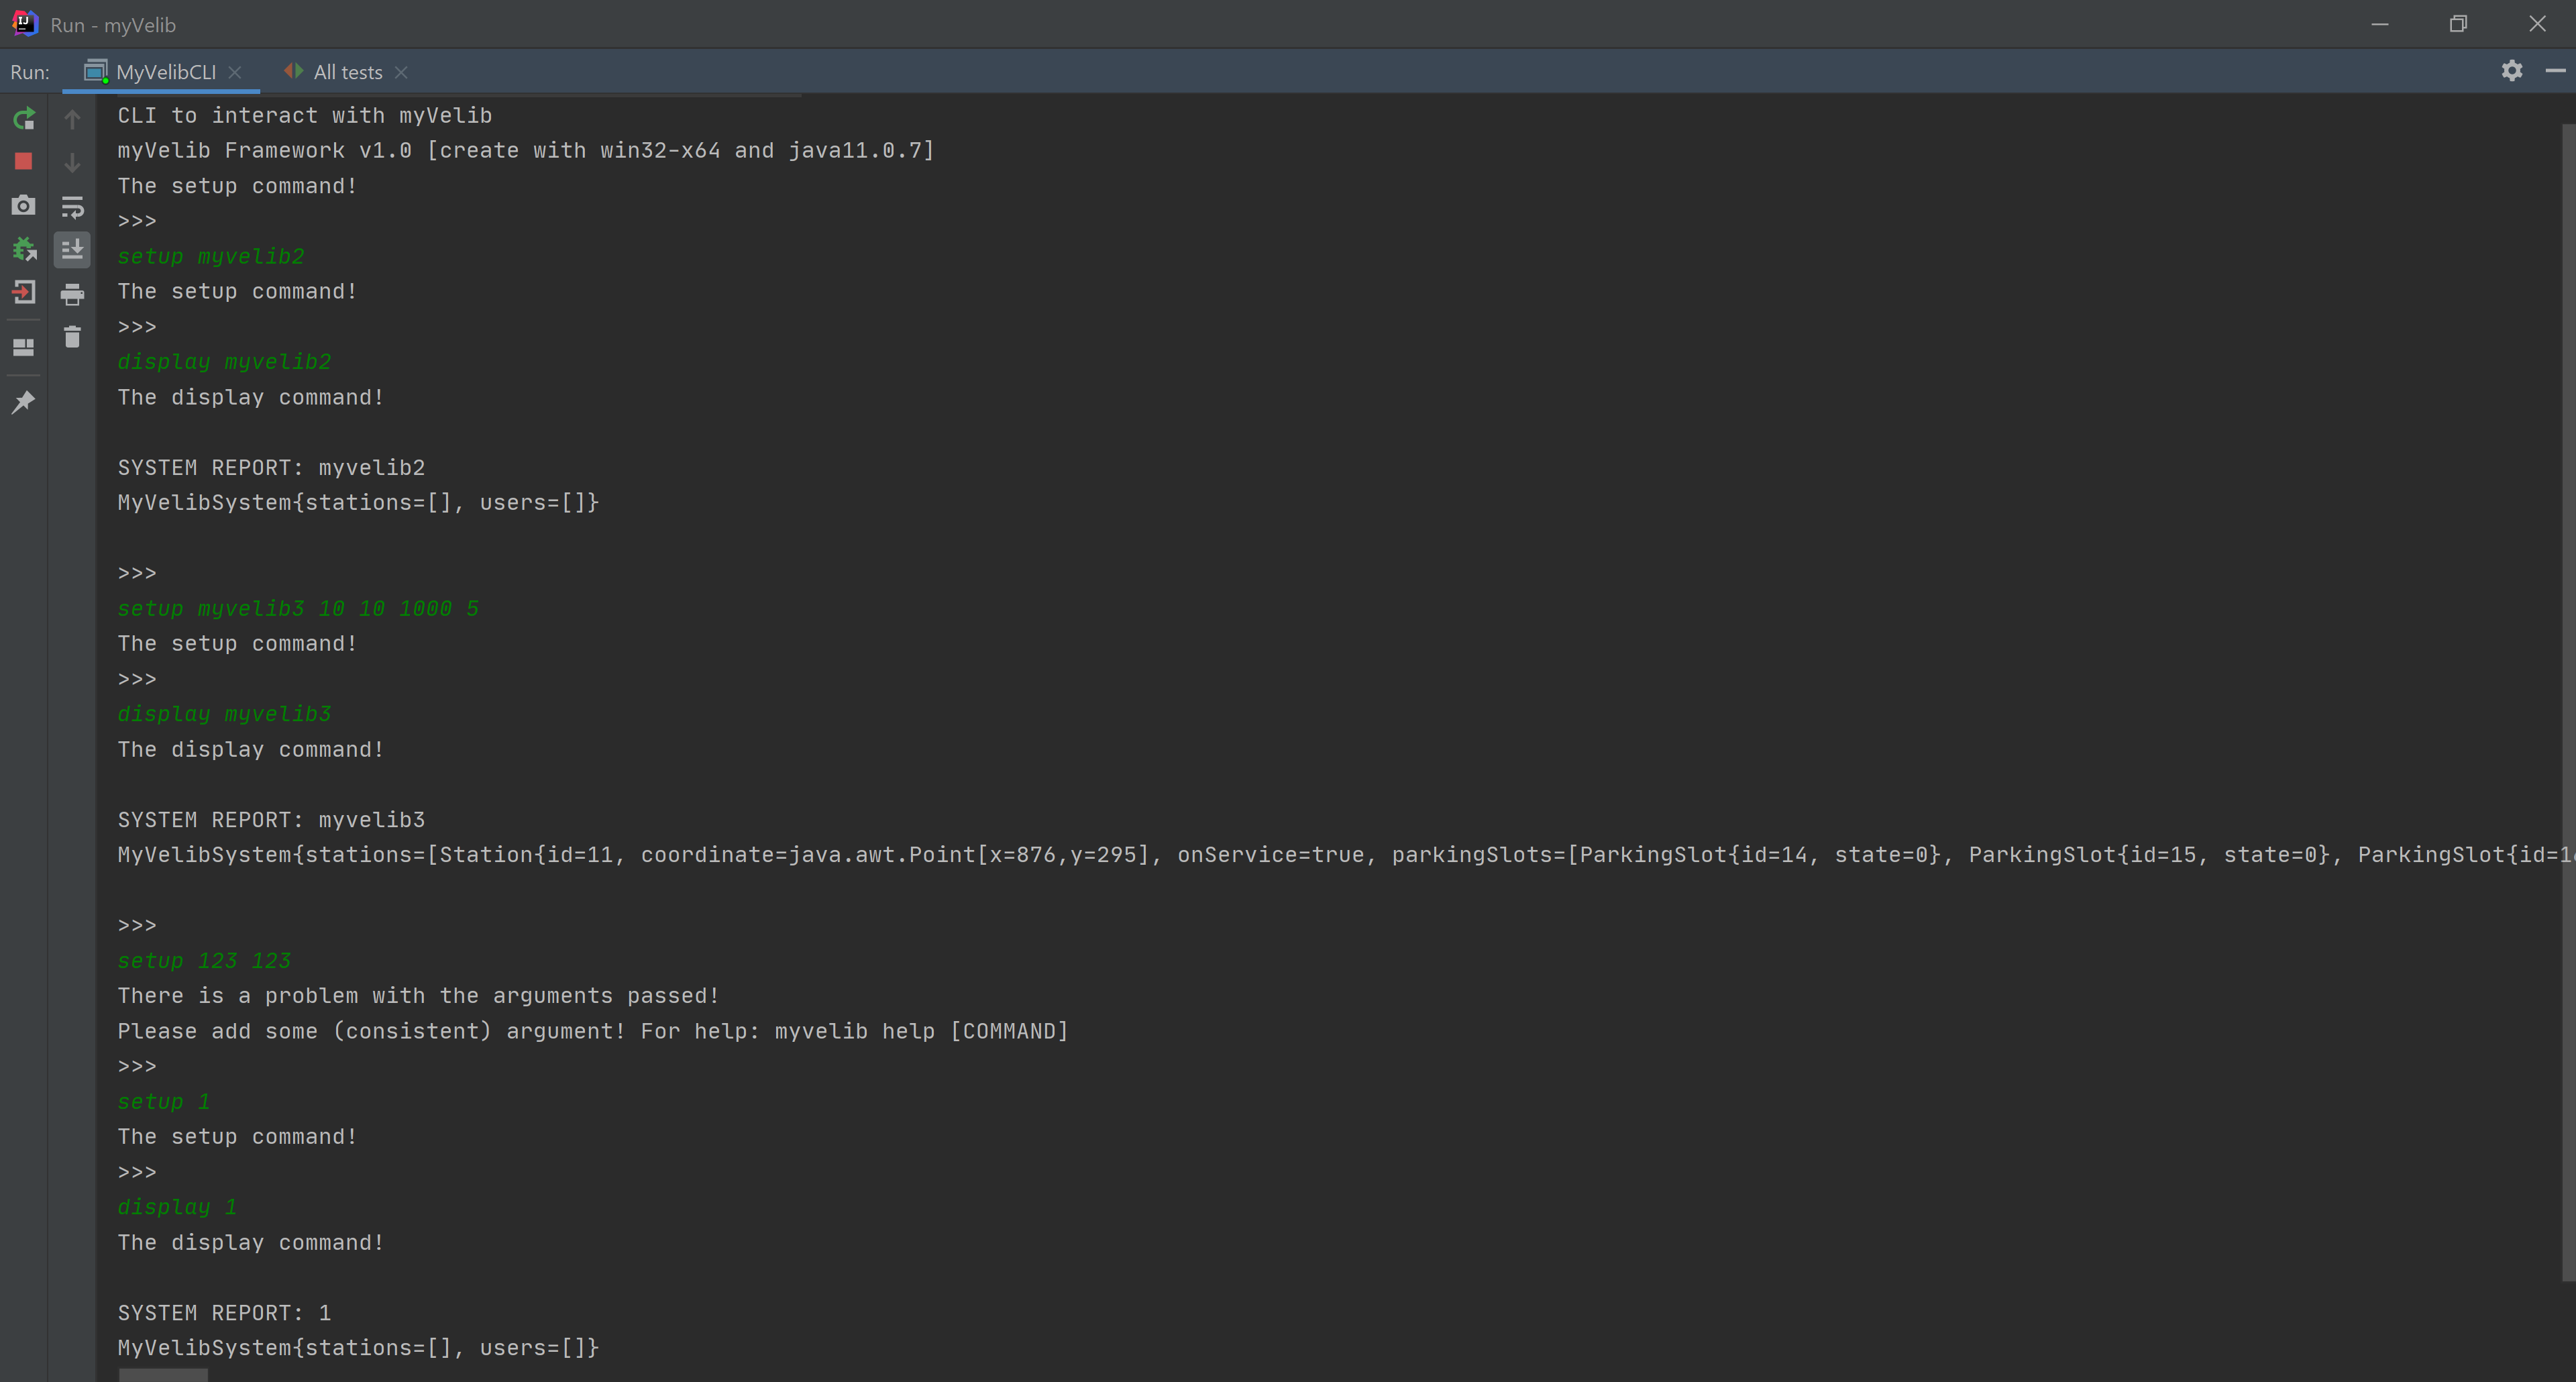 Run - myVelib
Run: MyVelibCLI All tests
CLI to interact with myVelib
myVelib Framework v1.0 [create with win32-x64 and java11.0.7]
The setup command!
>>>
setup myvelib2
The setup command!
>>>
display myvelib2
The display command!
SYSTEM REPORT: myvelib2
MyVelibSystem{stations=[], users=[]}
>>>
setup myvelib3 10 10 1000 5
The setup command!
>>>
display myvelib3
The display command!
SYSTEM REPORT: myvelib3
MyVelibSystem{stations=[Station{id=11, coordinate=java.awt.Point[x=876,y=295], onService=true, parkingSlots=[ParkingSlot{id=14, state=0}, ParkingSlot{id=15, state=0}, ParkingSlot{id=
>>>
setup 123 123
There is a problem with the arguments passed!
Please add some (consistent) argument! For help: myvelib help [COMMAND]
>>>
setup 1
The setup command!
>>>
display 1
The display command!
SYSTEM REPORT: 1
MyVelibSystem{stations=[], users=[]}